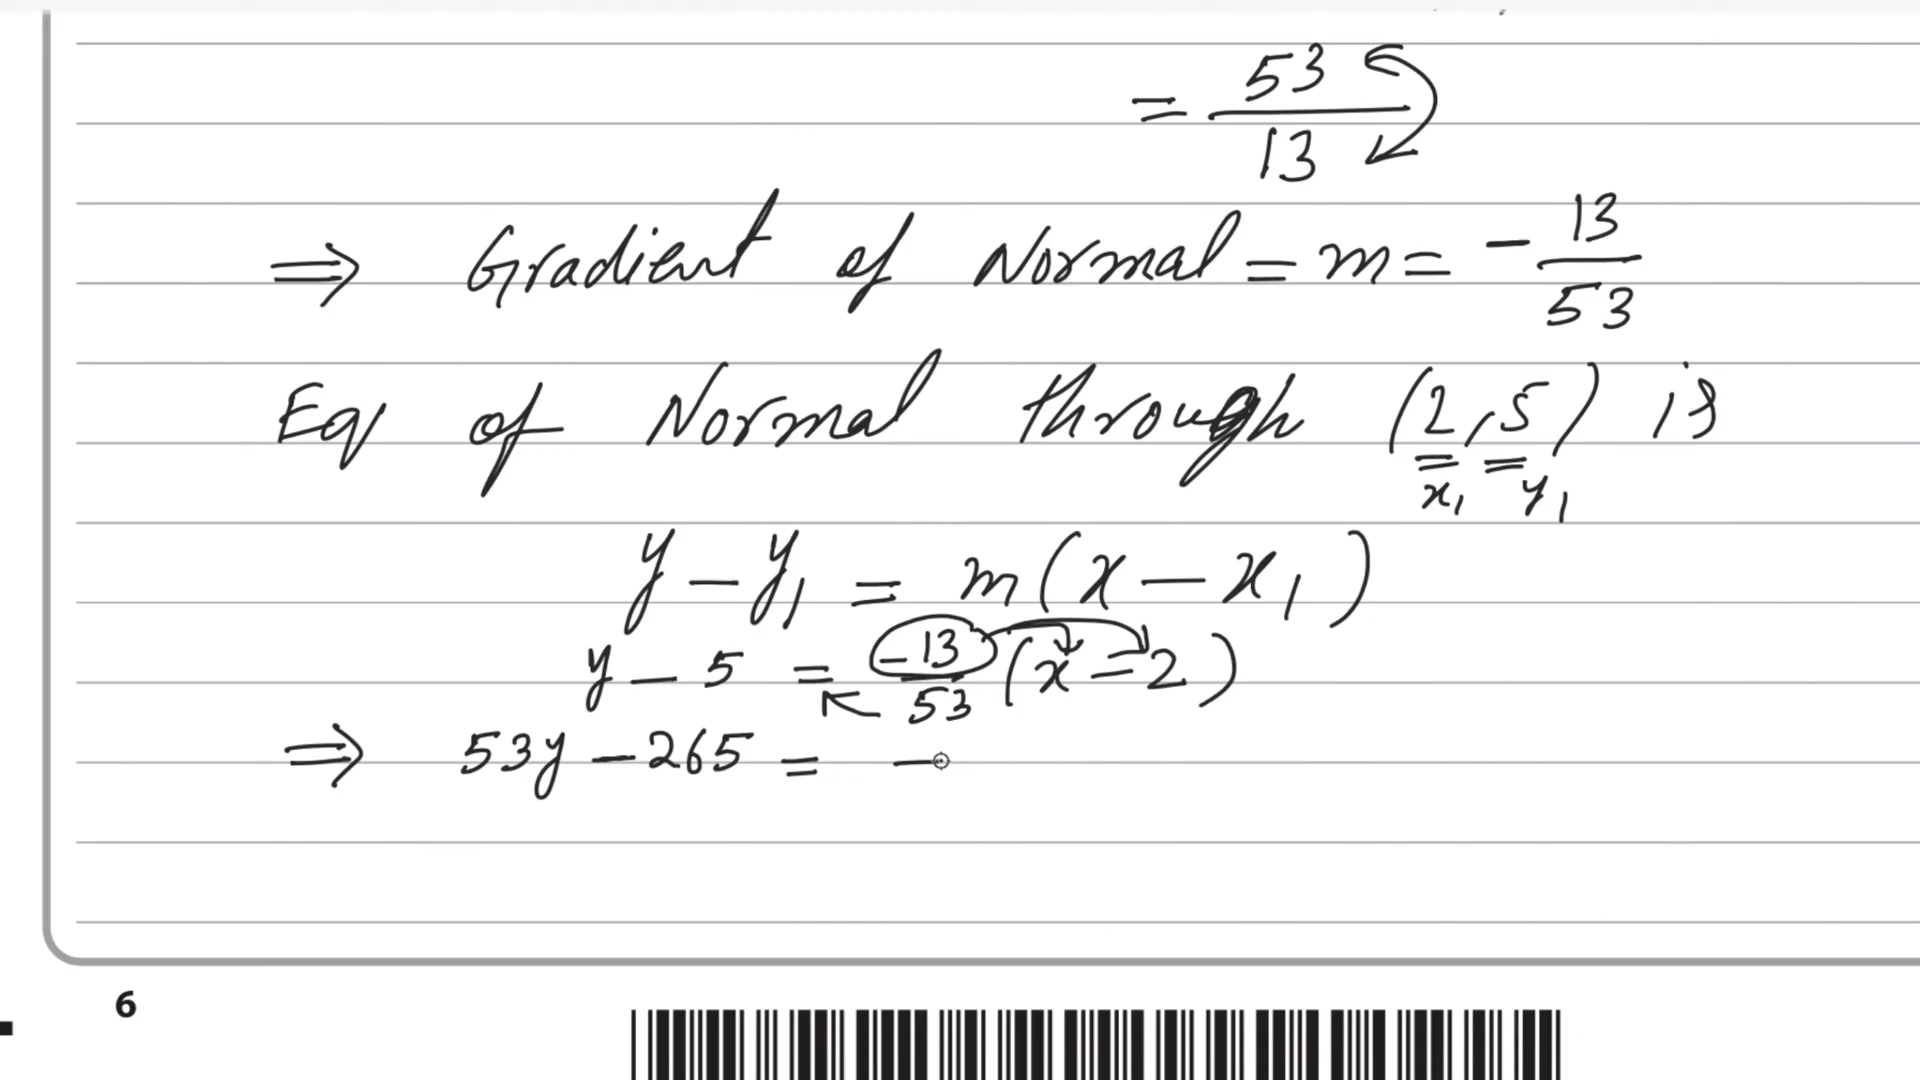 = 53/13
⇒ Gradient of Normal = m = -13/53
Eq of Normal through (2,5) is
x₁ y₁
y - y₁ = m(x - x₁)
y - 5 = -13/53 (x - 2)
⇒ 53y - 265 = -
6